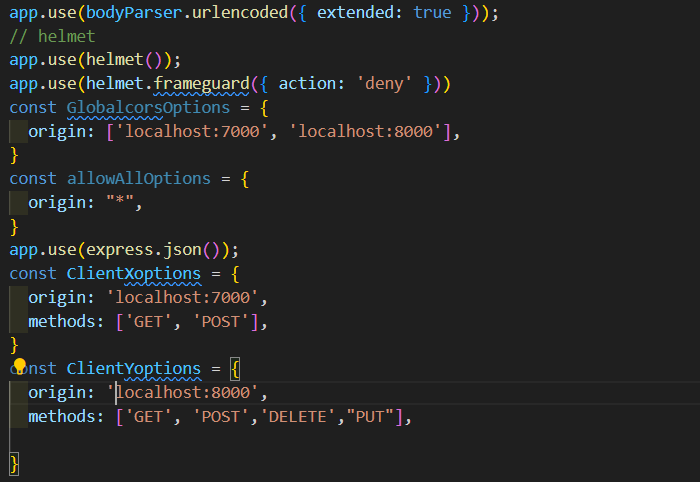 app.use(bodyParser.urlencoded({ extended: true }));
// helmet
app.use(helmet());
app.use(helmet.frameguard({ action: 'deny' }))
const GlobalcorsOptions = {
  origin: ['localhost:7000', 'localhost:8000'],
}
const allowAllOptions = {
  origin: "*",
}
app.use(express.json());
const ClientXoptions = {
  origin: 'localhost:7000',
  methods: ['GET', 'POST'],
}
const ClientYoptions = {
  origin: 'localhost:8000',
  methods: ['GET', 'POST','DELETE',"PUT"],
}